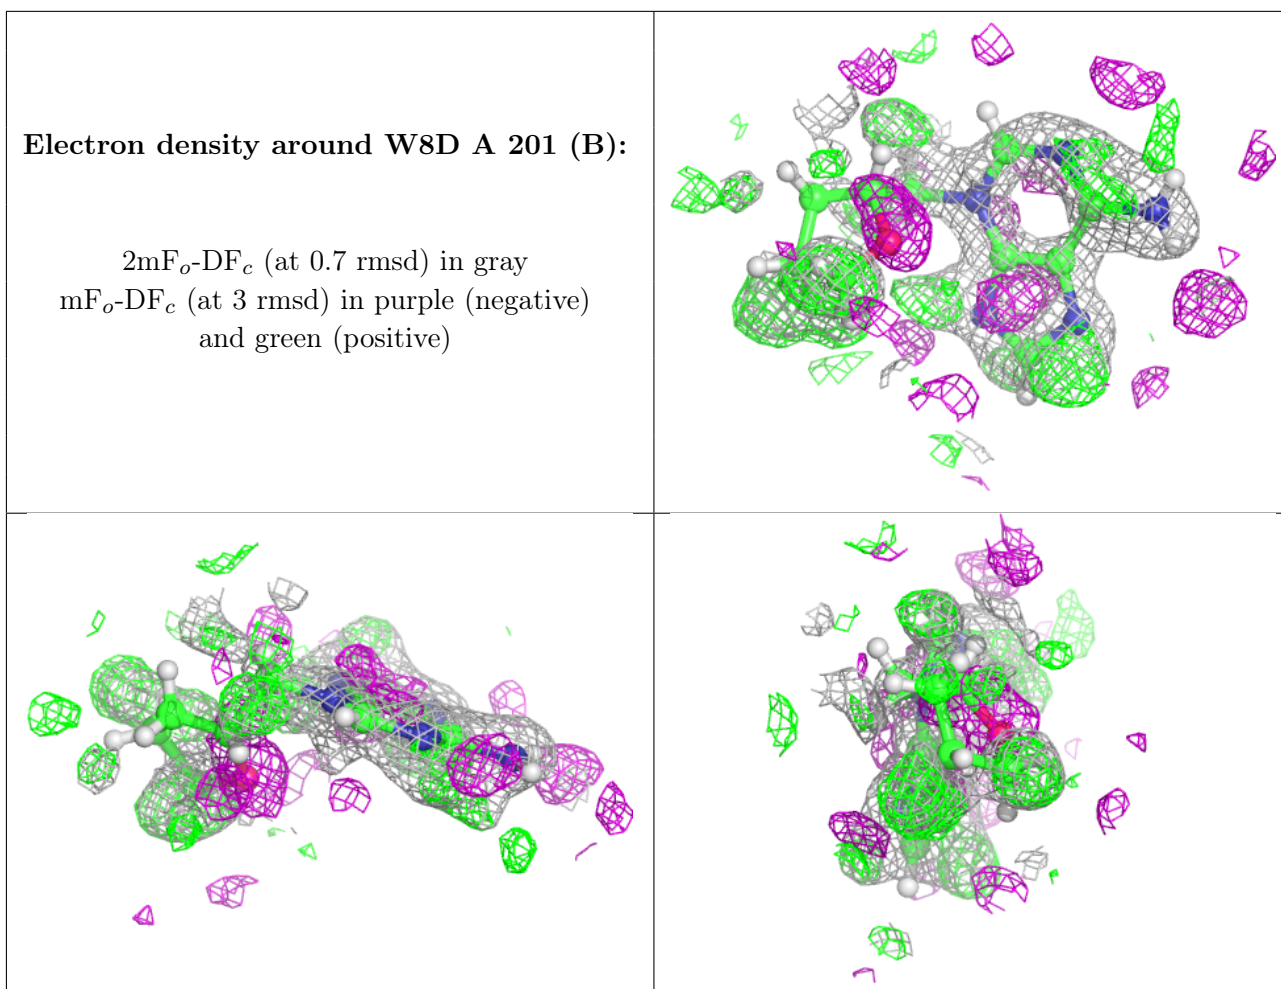 Electron density around W8D A 201 (B):
2mFₒ-DF𝒸 (at 0.7 rmsd) in gray
mFₒ-DF𝒸 (at 3 rmsd) in purple (negative)
and green (positive)